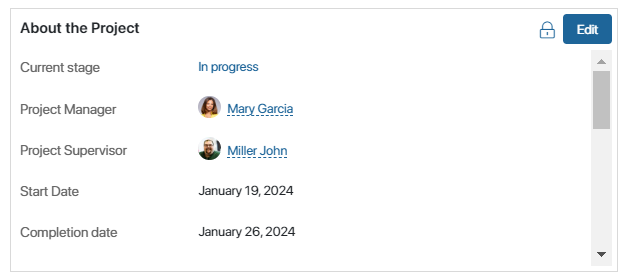 About the Project
Edit
Current stage In progress
Project Manager Mary Garcia
Project Supervisor Miller John
Start Date January 19, 2024
Completion date January 26, 2024